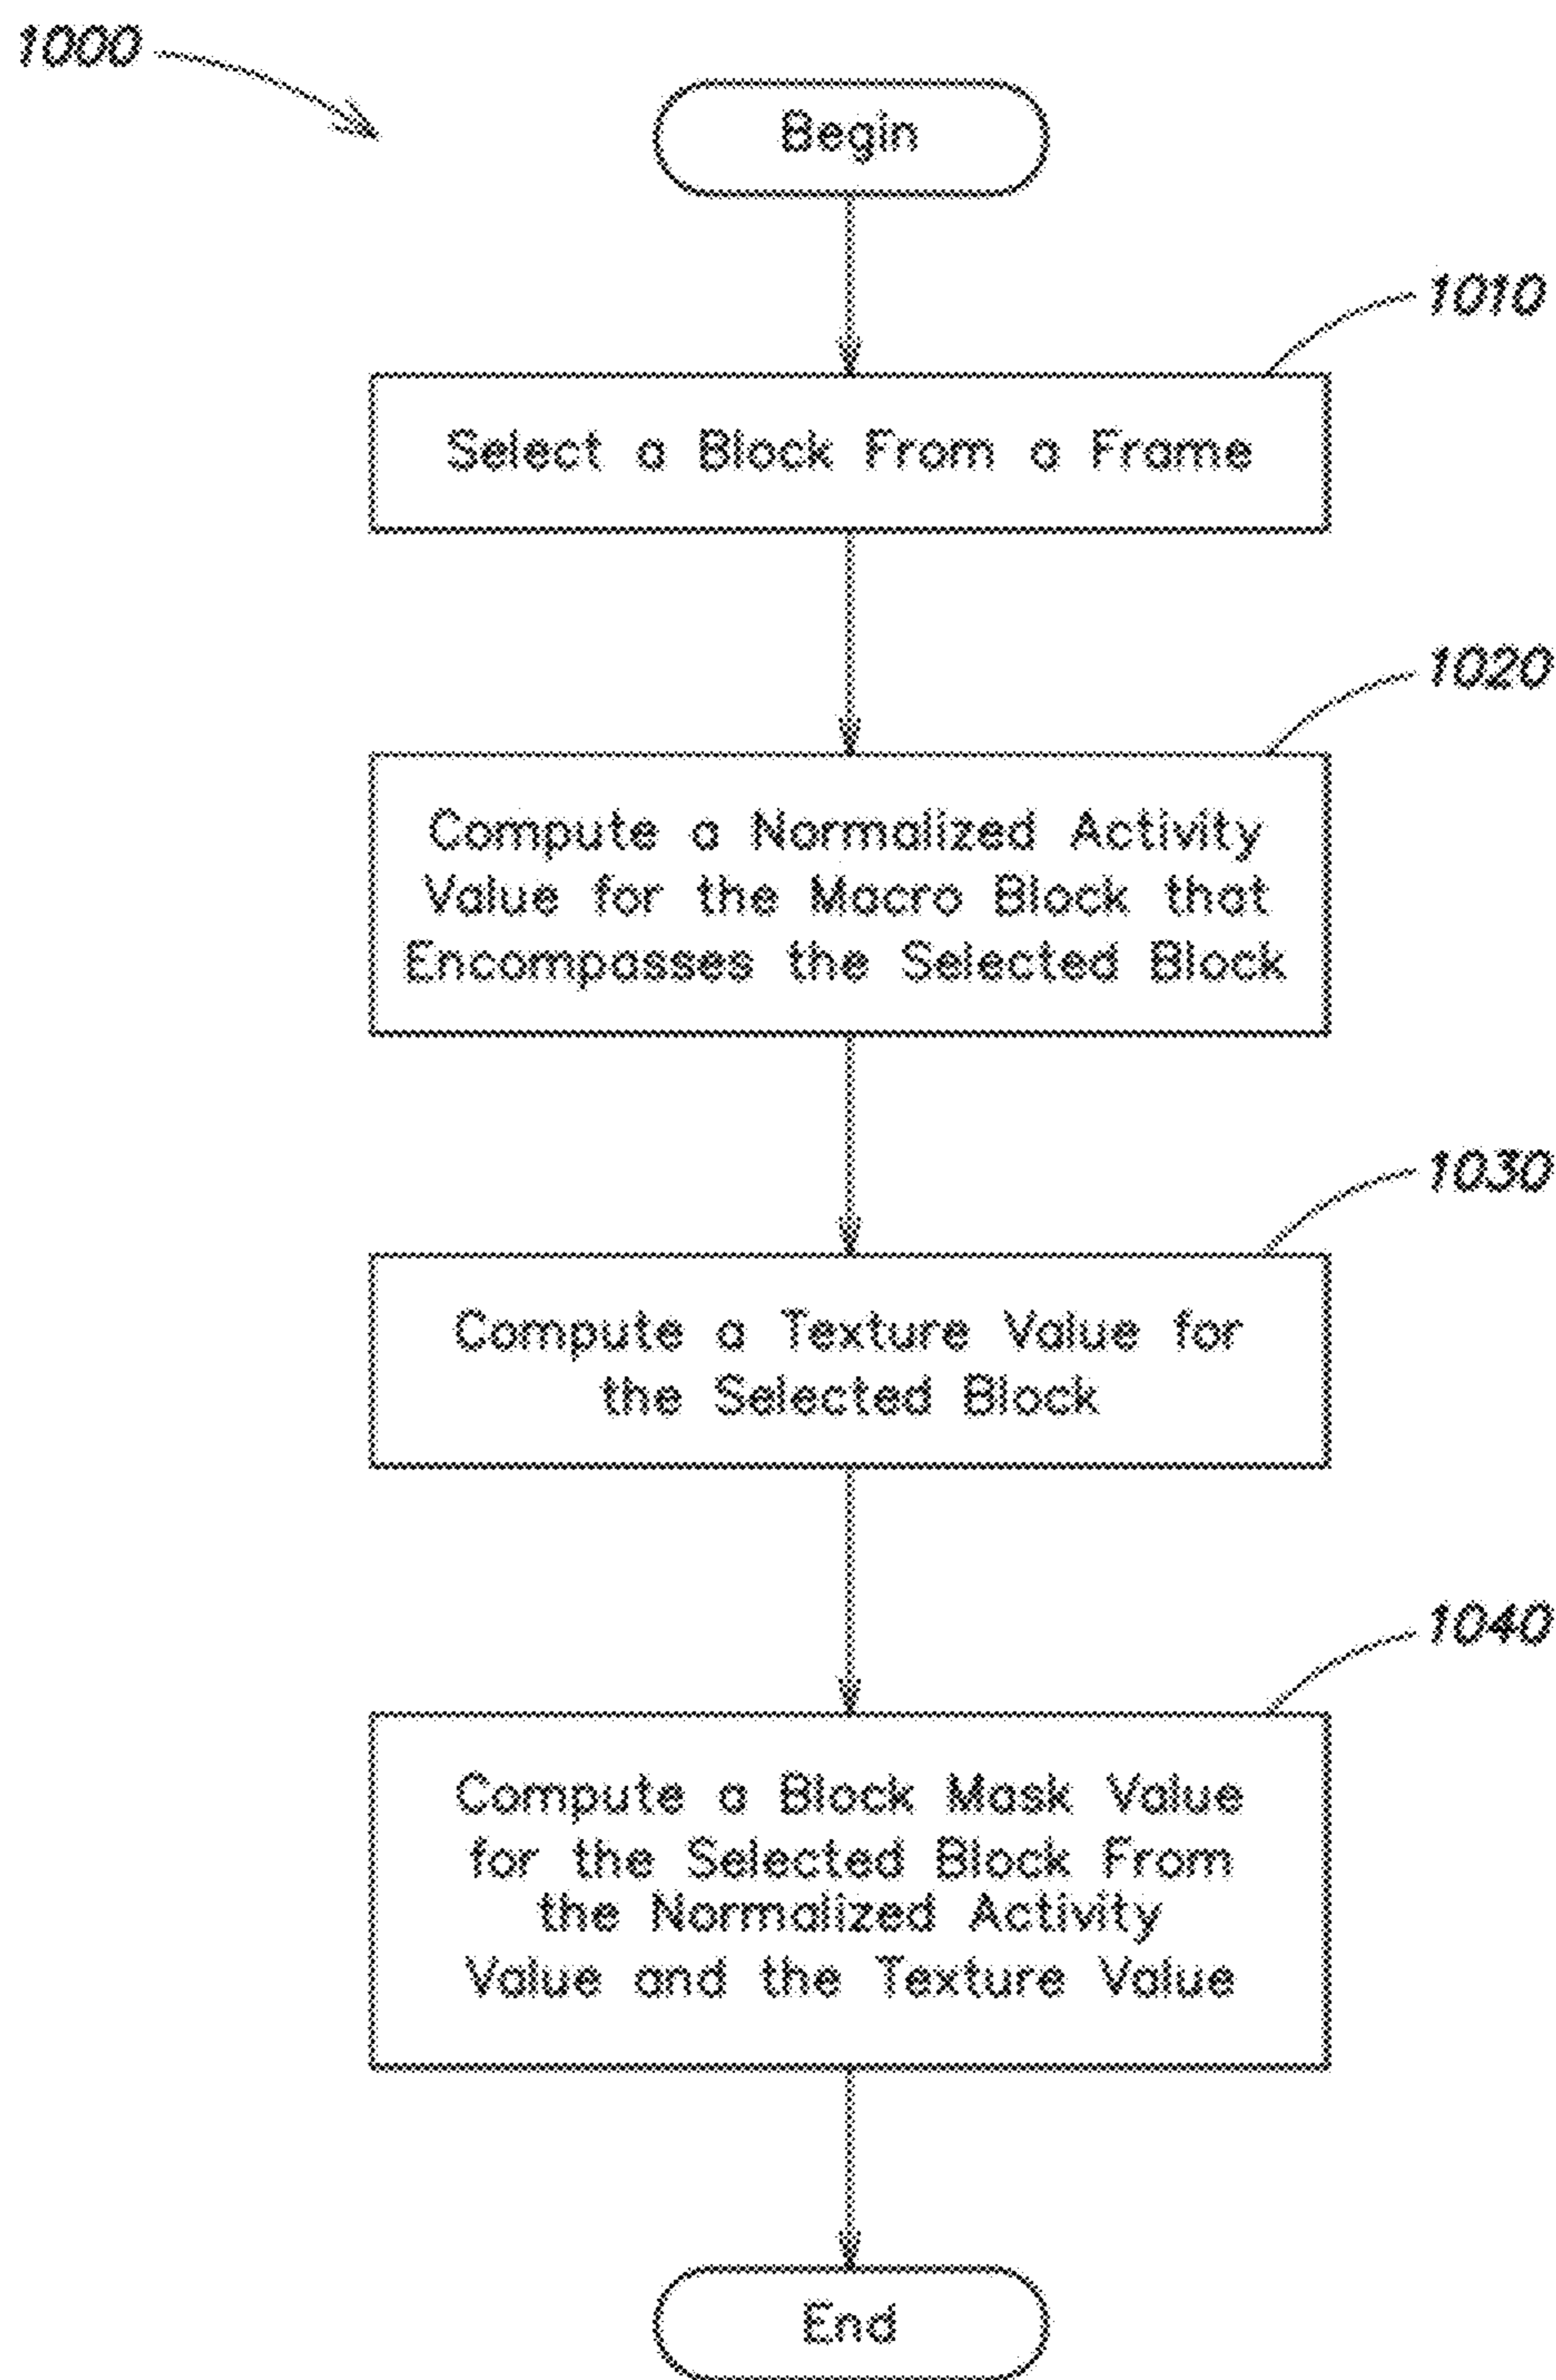 1000
Begin
1010
Select a Block From a Frame
1020
Compute a Normalized Activity
Value for the Macro Block that
Encompasses the Selected Block
1030
Compute a Texture Value for
the Selected Block
1040
Compute a Block Mask Value
for the Selected Block From
the Normalized Activity
Value and the Texture Value
End